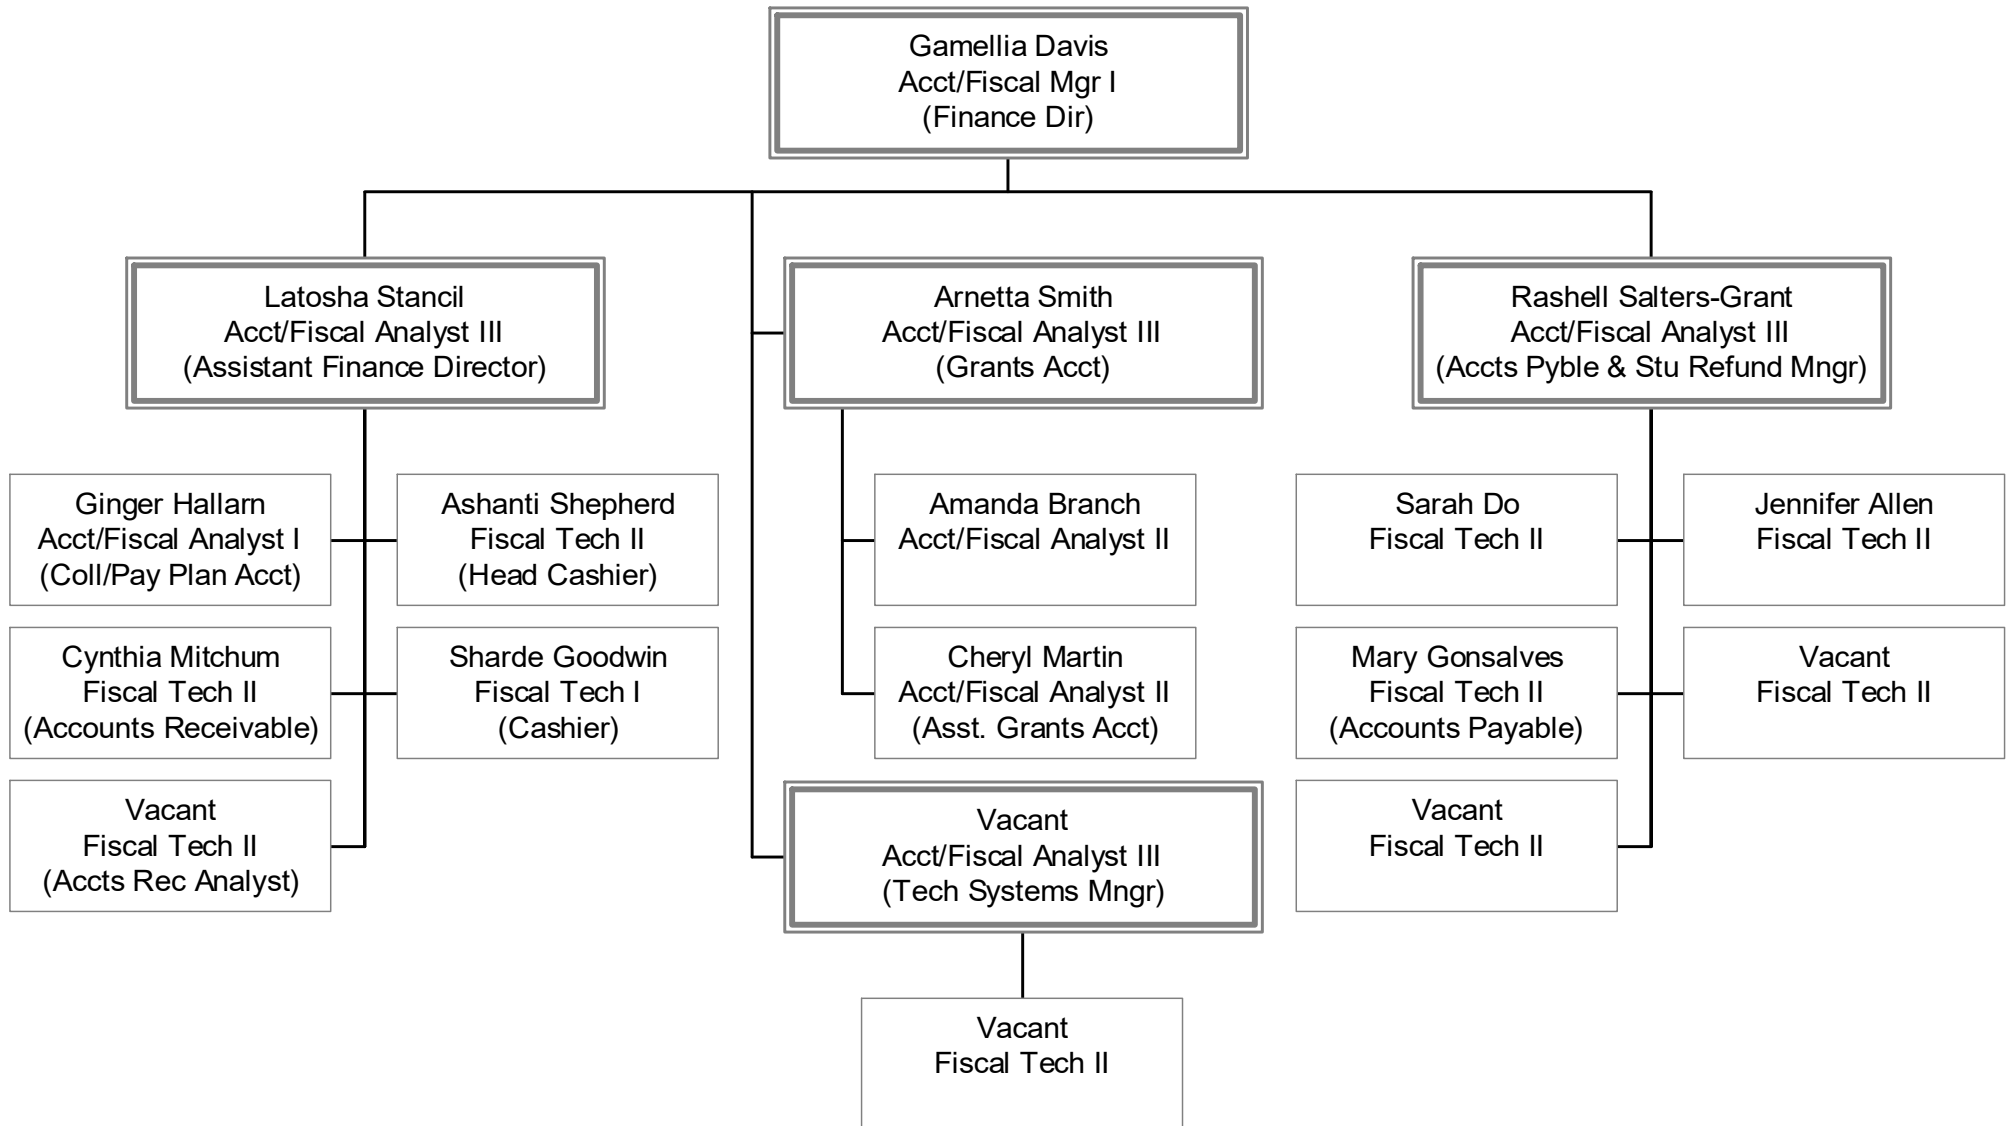 Gamellia Davis
Acct/Fiscal Mgr I
(Finance Dir)
Latosha Stancil
Acct/Fiscal Analyst III
(Assistant Finance Director)
Arnetta Smith
Acct/Fiscal Analyst III
(Grants Acct)
Rashell Salters-Grant
Acct/Fiscal Analyst III
(Accts Pyble & Stu Refund Mngr)
Ginger Hallarn
Acct/Fiscal Analyst I
(Coll/Pay Plan Acct)
Ashanti Shepherd
Fiscal Tech II
(Head Cashier)
Amanda Branch
Acct/Fiscal Analyst II
Sarah Do
Fiscal Tech II
Jennifer Allen
Fiscal Tech II
Cynthia Mitchum
Fiscal Tech II
(Accounts Receivable)
Sharde Goodwin
Fiscal Tech I
(Cashier)
Cheryl Martin
Acct/Fiscal Analyst II
(Asst. Grants Acct)
Mary Gonsalves
Fiscal Tech II
(Accounts Payable)
Vacant
Fiscal Tech II
Vacant
Fiscal Tech II
(Accts Rec Analyst)
Vacant
Acct/Fiscal Analyst III
(Tech Systems Mngr)
Vacant
Fiscal Tech II
Vacant
Fiscal Tech II